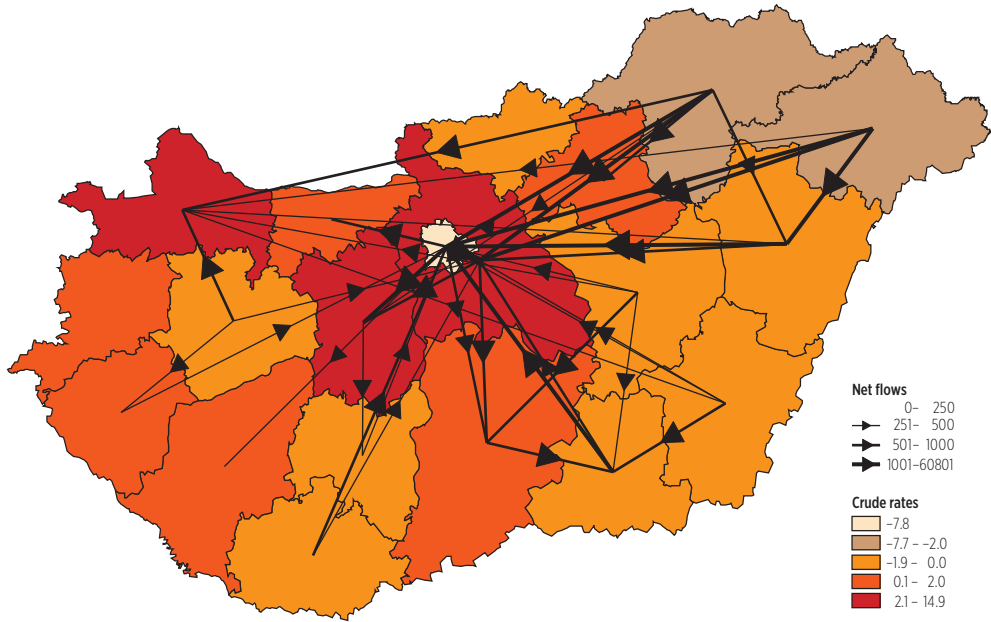 Net flows
0– 250
251– 500
501– 1000
1001–60801
Crude rates
–7.8
–7.7 – –2.0
–1.9 – 0.0
0.1 – 2.0
2.1 – 14.9